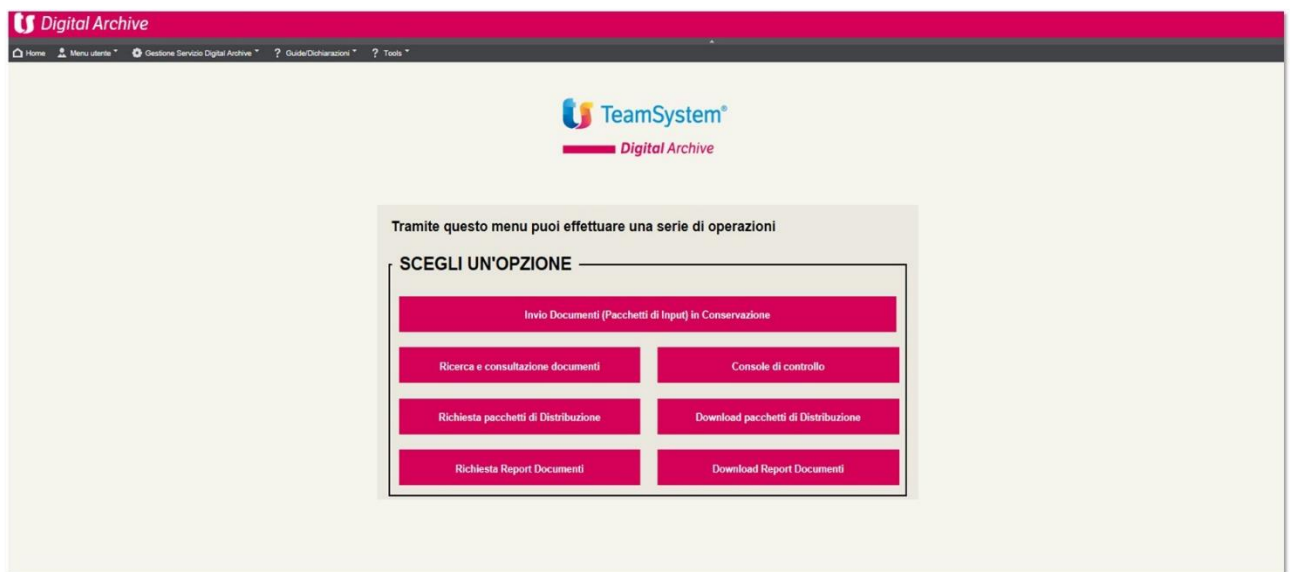 Digital Archive
Home Menu utente Gestione Servizio Digital Archive ? Guide/Dichiarazioni ? Tools
TeamSystem®
Digital Archive
Tramite questo menu puoi effettuare una serie di operazioni
SCEGLI UN'OPZIONE
Invio Documenti (Pacchetti di Input) in Conservazione
Ricerca e consultazione documenti Console di controllo
Richiesta pacchetti di Distribuzione Download pacchetti di Distribuzione
Richiesta Report Documenti Download Report Documenti